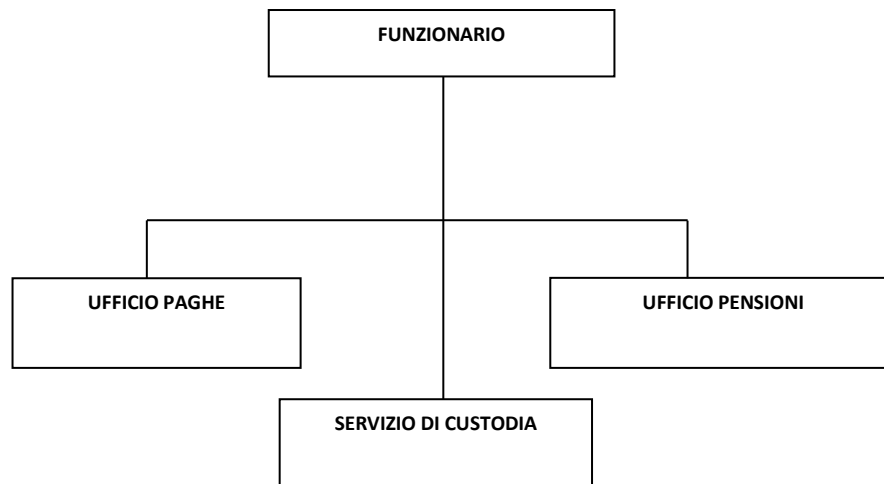 FUNZIONARIO
UFFICIO PAGHE
UFFICIO PENSIONI
SERVIZIO DI CUSTODIA